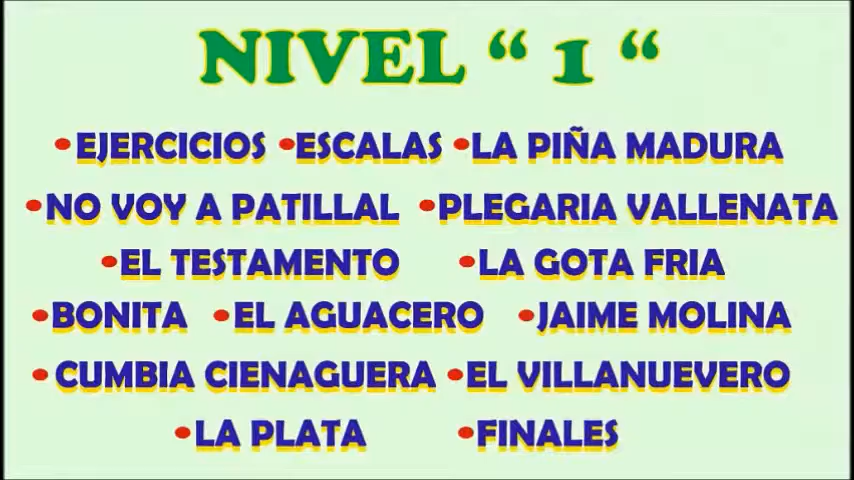 NIVEL “ 1 “
•EJERCICIOS •ESCALAS •LA PIÑA MADURA
•NO VOY A PATILLAL •PLEGARIA VALLENATA
•EL TESTAMENTO •LA GOTA FRIA
•BONITA •EL AGUACERO •JAIME MOLINA
•CUMBIA CIENAGUERA •EL VILLANUEVERO
•LA PLATA •FINALES